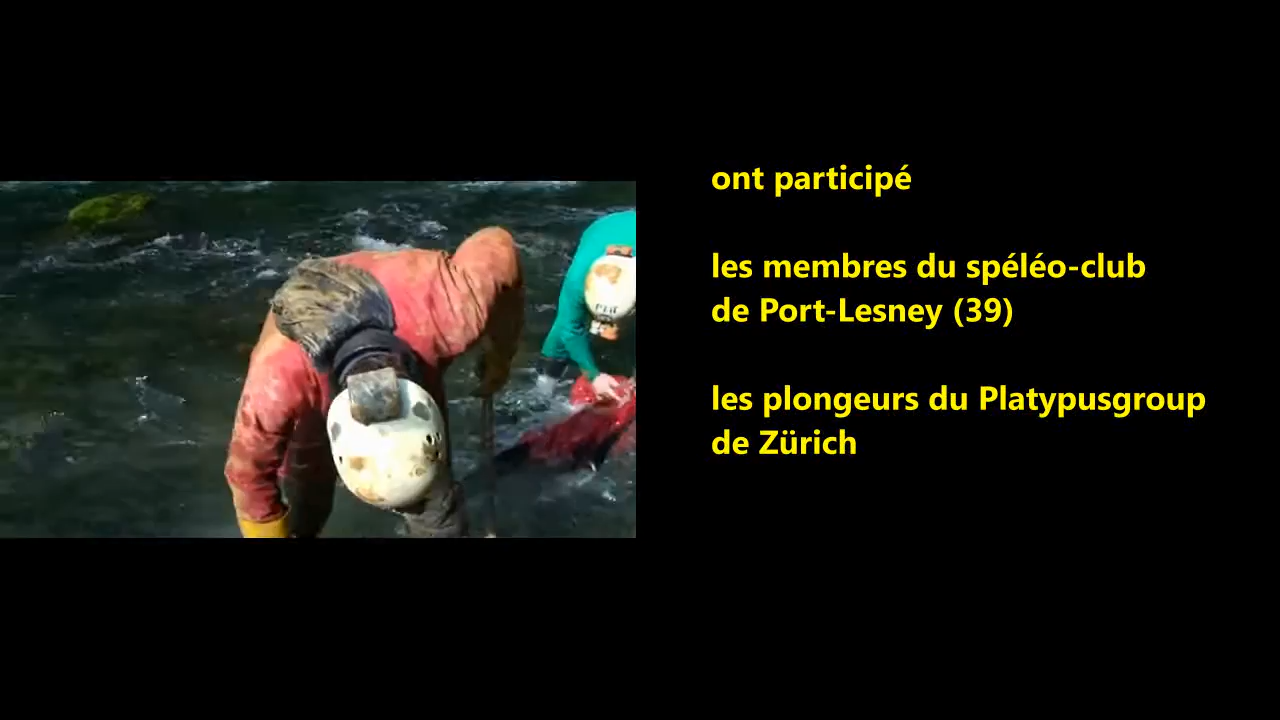 ont participé
les membres du spéléo-club
de Port-Lesney (39)
les plongeurs du Platypusgroup
de Zürich